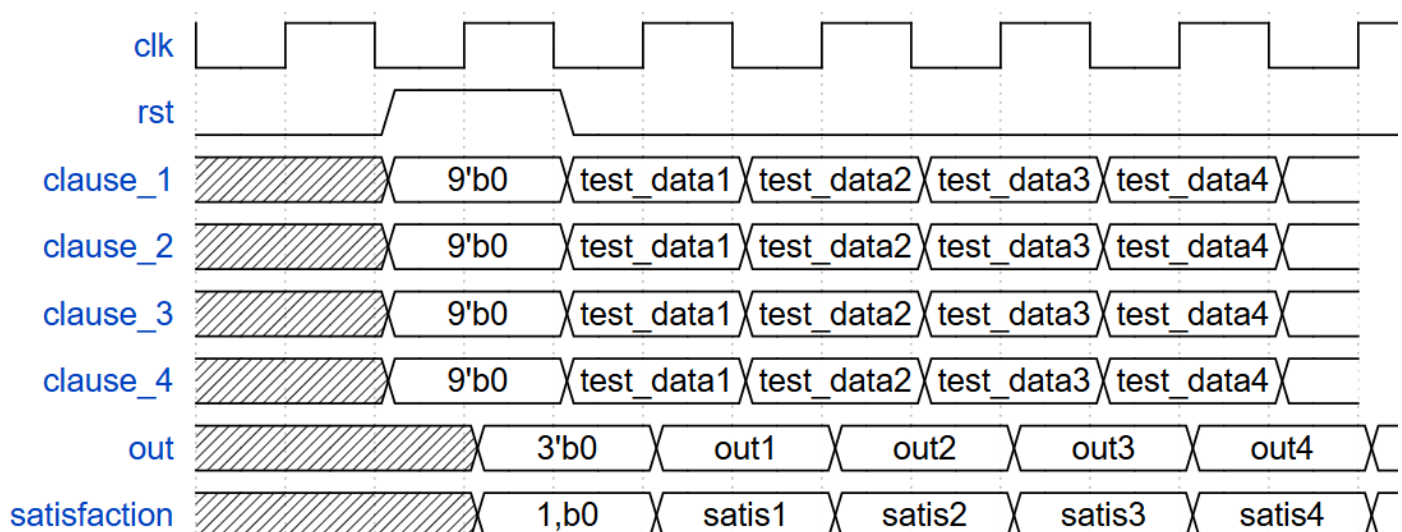 clk
rst
clause_1 9'b0 test_data1 test_data2 test_data3 test_data4
clause_2 9'b0 test_data1 test_data2 test_data3 test_data4
clause_3 9'b0 test_data1 test_data2 test_data3 test_data4
clause_4 9'b0 test_data1 test_data2 test_data3 test_data4
out 3'b0 out1 out2 out3 out4
satisfaction 1,b0 satis1 satis2 satis3 satis4